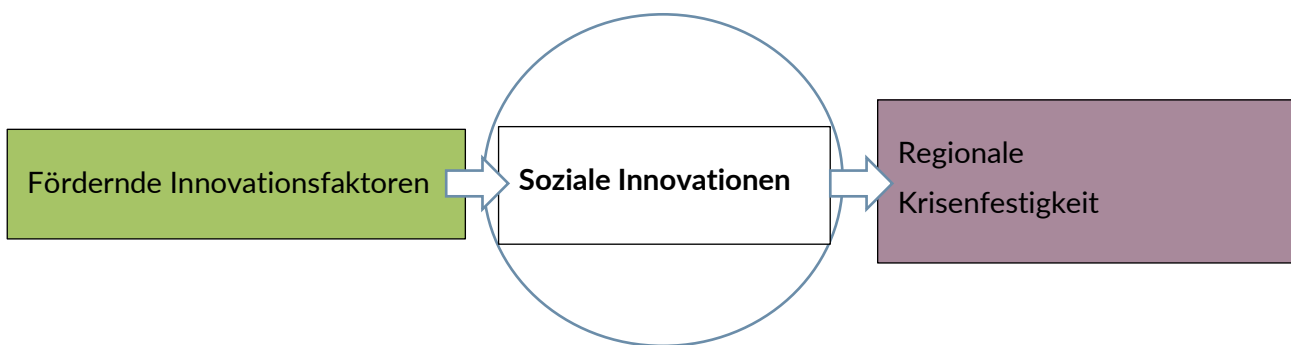 Fördernde Innovationsfaktoren
Soziale Innovationen
Regionale
Krisenfestigkeit